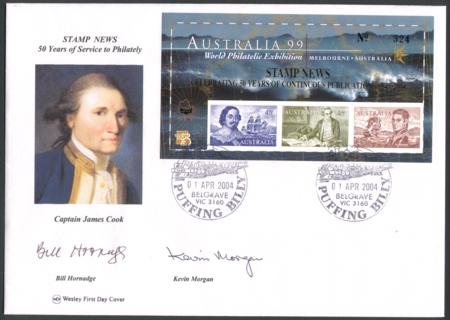 STAMP NEWS
50 Years of Service to Philately
AUSTRALIA 99
World Philatelic Exhibition
MELBOURNE • AUSTRALIA
No 324
STAMP NEWS
CELEBRATING 50 YEARS OF CONTINUOUS PUBLICATION
45c
AUSTRALIA
45c
AUSTRALIA
AUSTRALIA
01 APR 2004
BELGRAVE
VIC 3160
PUFFING BILLY
01 APR 2004
BELGRAVE
VIC 3160
PUFFING BILLY
Captain James Cook
Bill Hornadge
Kevin Morgan
Bill Hornadge
Kevin Morgan
Wesley First Day Cover